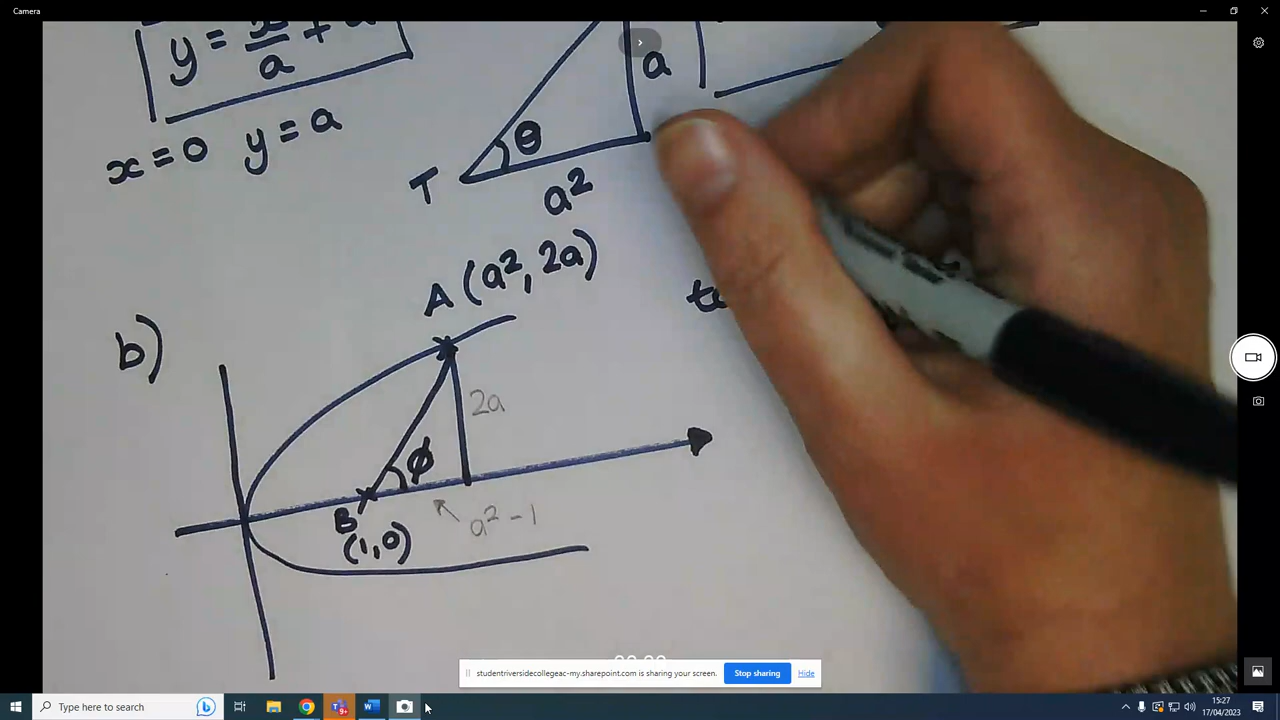 Camera
y = x/a + a
a
x=0 y=a
θ
T
a²
A (a², 2a)
b)
2a
ϕ
B
(1,0)
a²-1
studentriversidecollegeac-my.sharepoint.com is sharing your screen.
Stop sharing
Hide
Type here to search
15:27
17/04/2023